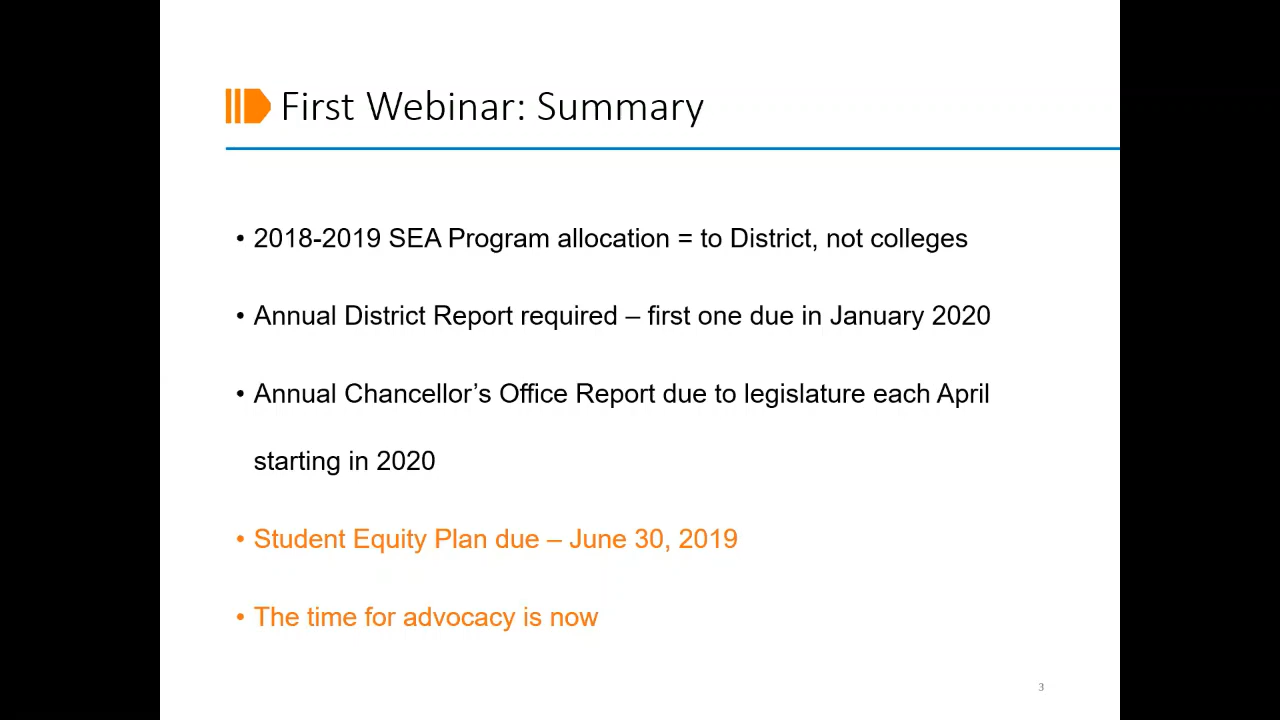 First Webinar: Summary
• 2018-2019 SEA Program allocation = to District, not colleges
• Annual District Report required – first one due in January 2020
• Annual Chancellor’s Office Report due to legislature each April
starting in 2020
• Student Equity Plan due – June 30, 2019
• The time for advocacy is now
3